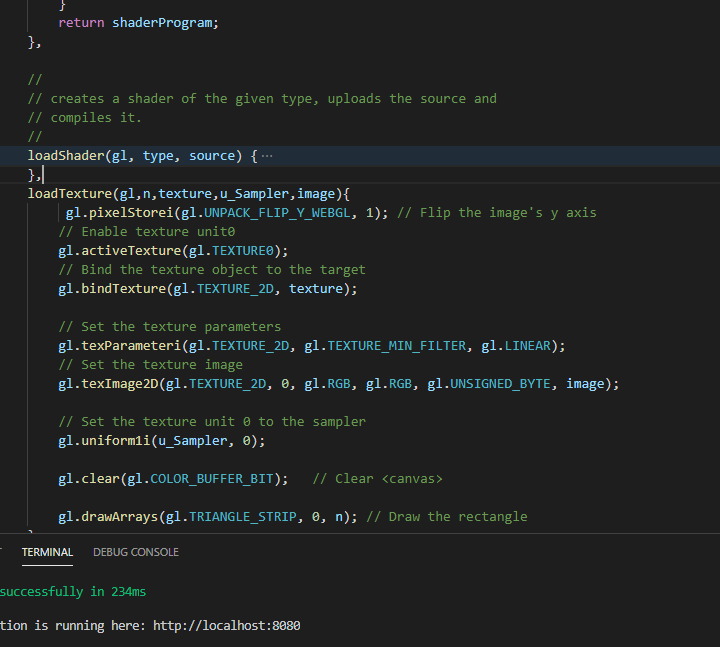 }
return shaderProgram;
},
//
// creates a shader of the given type, uploads the source and
// compiles it.
//
loadShader(gl, type, source) {···
},
loadTexture(gl,n,texture,u_Sampler,image){
gl.pixelStorei(gl.UNPACK_FLIP_Y_WEBGL, 1); // Flip the image's y axis
// Enable texture unit0
gl.activeTexture(gl.TEXTURE0);
// Bind the texture object to the target
gl.bindTexture(gl.TEXTURE_2D, texture);
// Set the texture parameters
gl.texParameteri(gl.TEXTURE_2D, gl.TEXTURE_MIN_FILTER, gl.LINEAR);
// Set the texture image
gl.texImage2D(gl.TEXTURE_2D, 0, gl.RGB, gl.RGB, gl.UNSIGNED_BYTE, image);
// Set the texture unit 0 to the sampler
gl.uniform1i(u_Sampler, 0);
gl.clear(gl.COLOR_BUFFER_BIT);   // Clear <canvas>
gl.drawArrays(gl.TRIANGLE_STRIP, 0, n); // Draw the rectangle
TERMINAL DEBUG CONSOLE
successfully in 234ms
tion is running here: http://localhost:8080